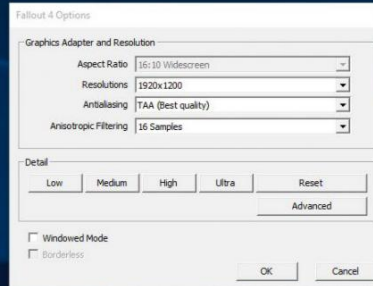 Fallout 4 Options
Graphics Adapter and Resolution
Aspect Ratio 16:10 Widescreen
Resolutions 1920x1200
Antialiasing TAA (Best quality)
Anisotropic Filtering 16 Samples
Detail
Low Medium High Ultra Reset
Advanced
Windowed Mode
Borderless
OK Cancel